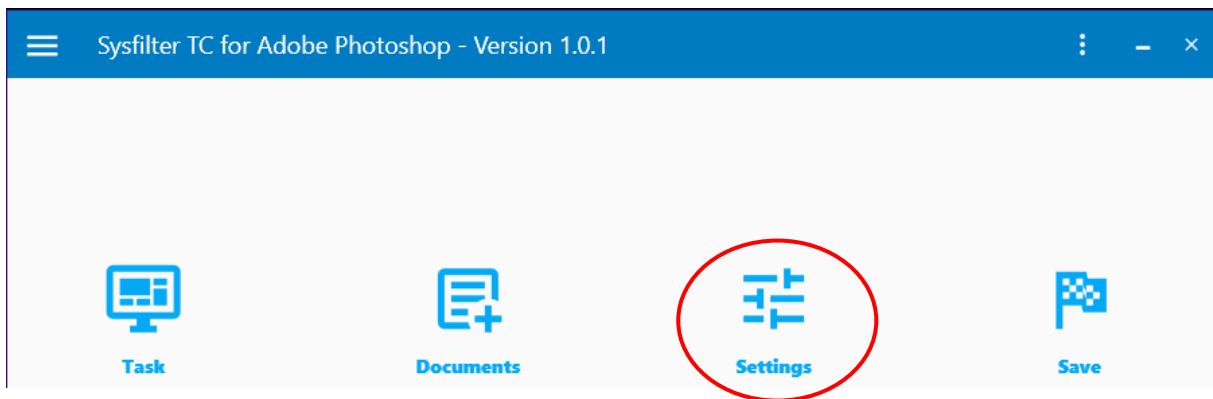 Sysfilter TC for Adobe Photoshop - Version 1.0.1
Task Documents Settings Save